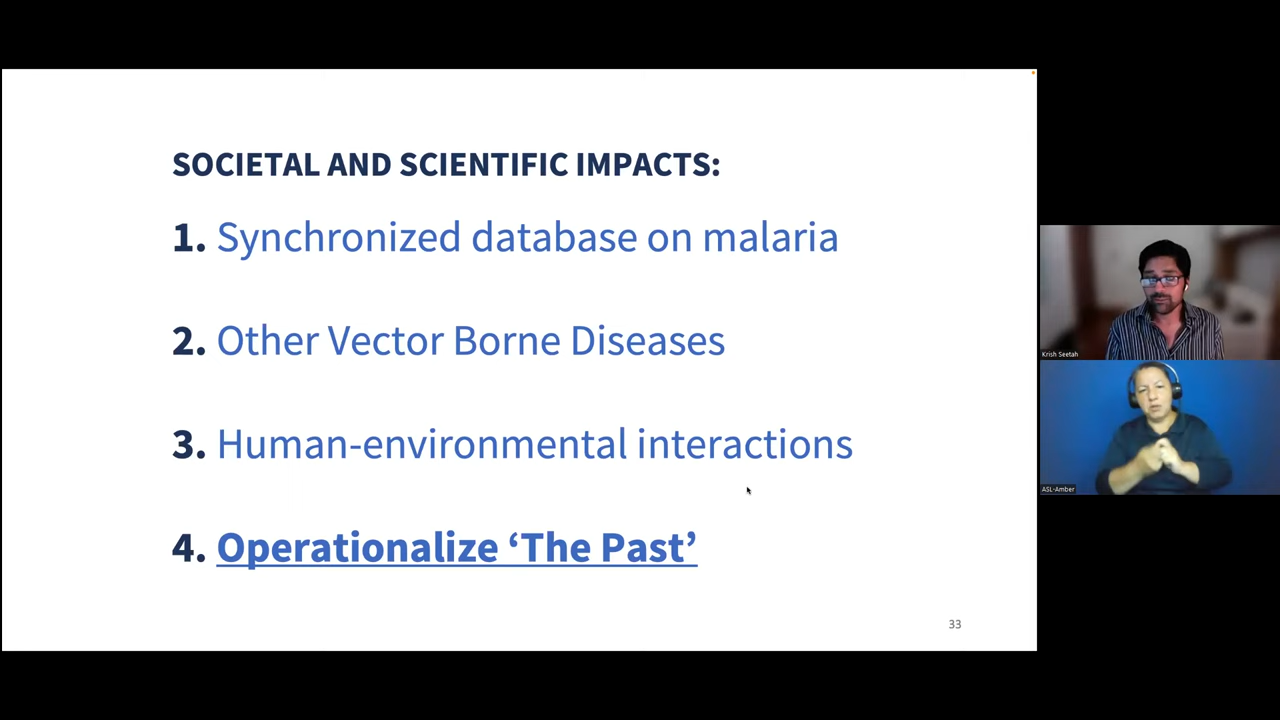 SOCIETAL AND SCIENTIFIC IMPACTS:
1. Synchronized database on malaria
2. Other Vector Borne Diseases
3. Human-environmental interactions
4. Operationalize ‘The Past’
33
Krish Seetah
ASL-Amber